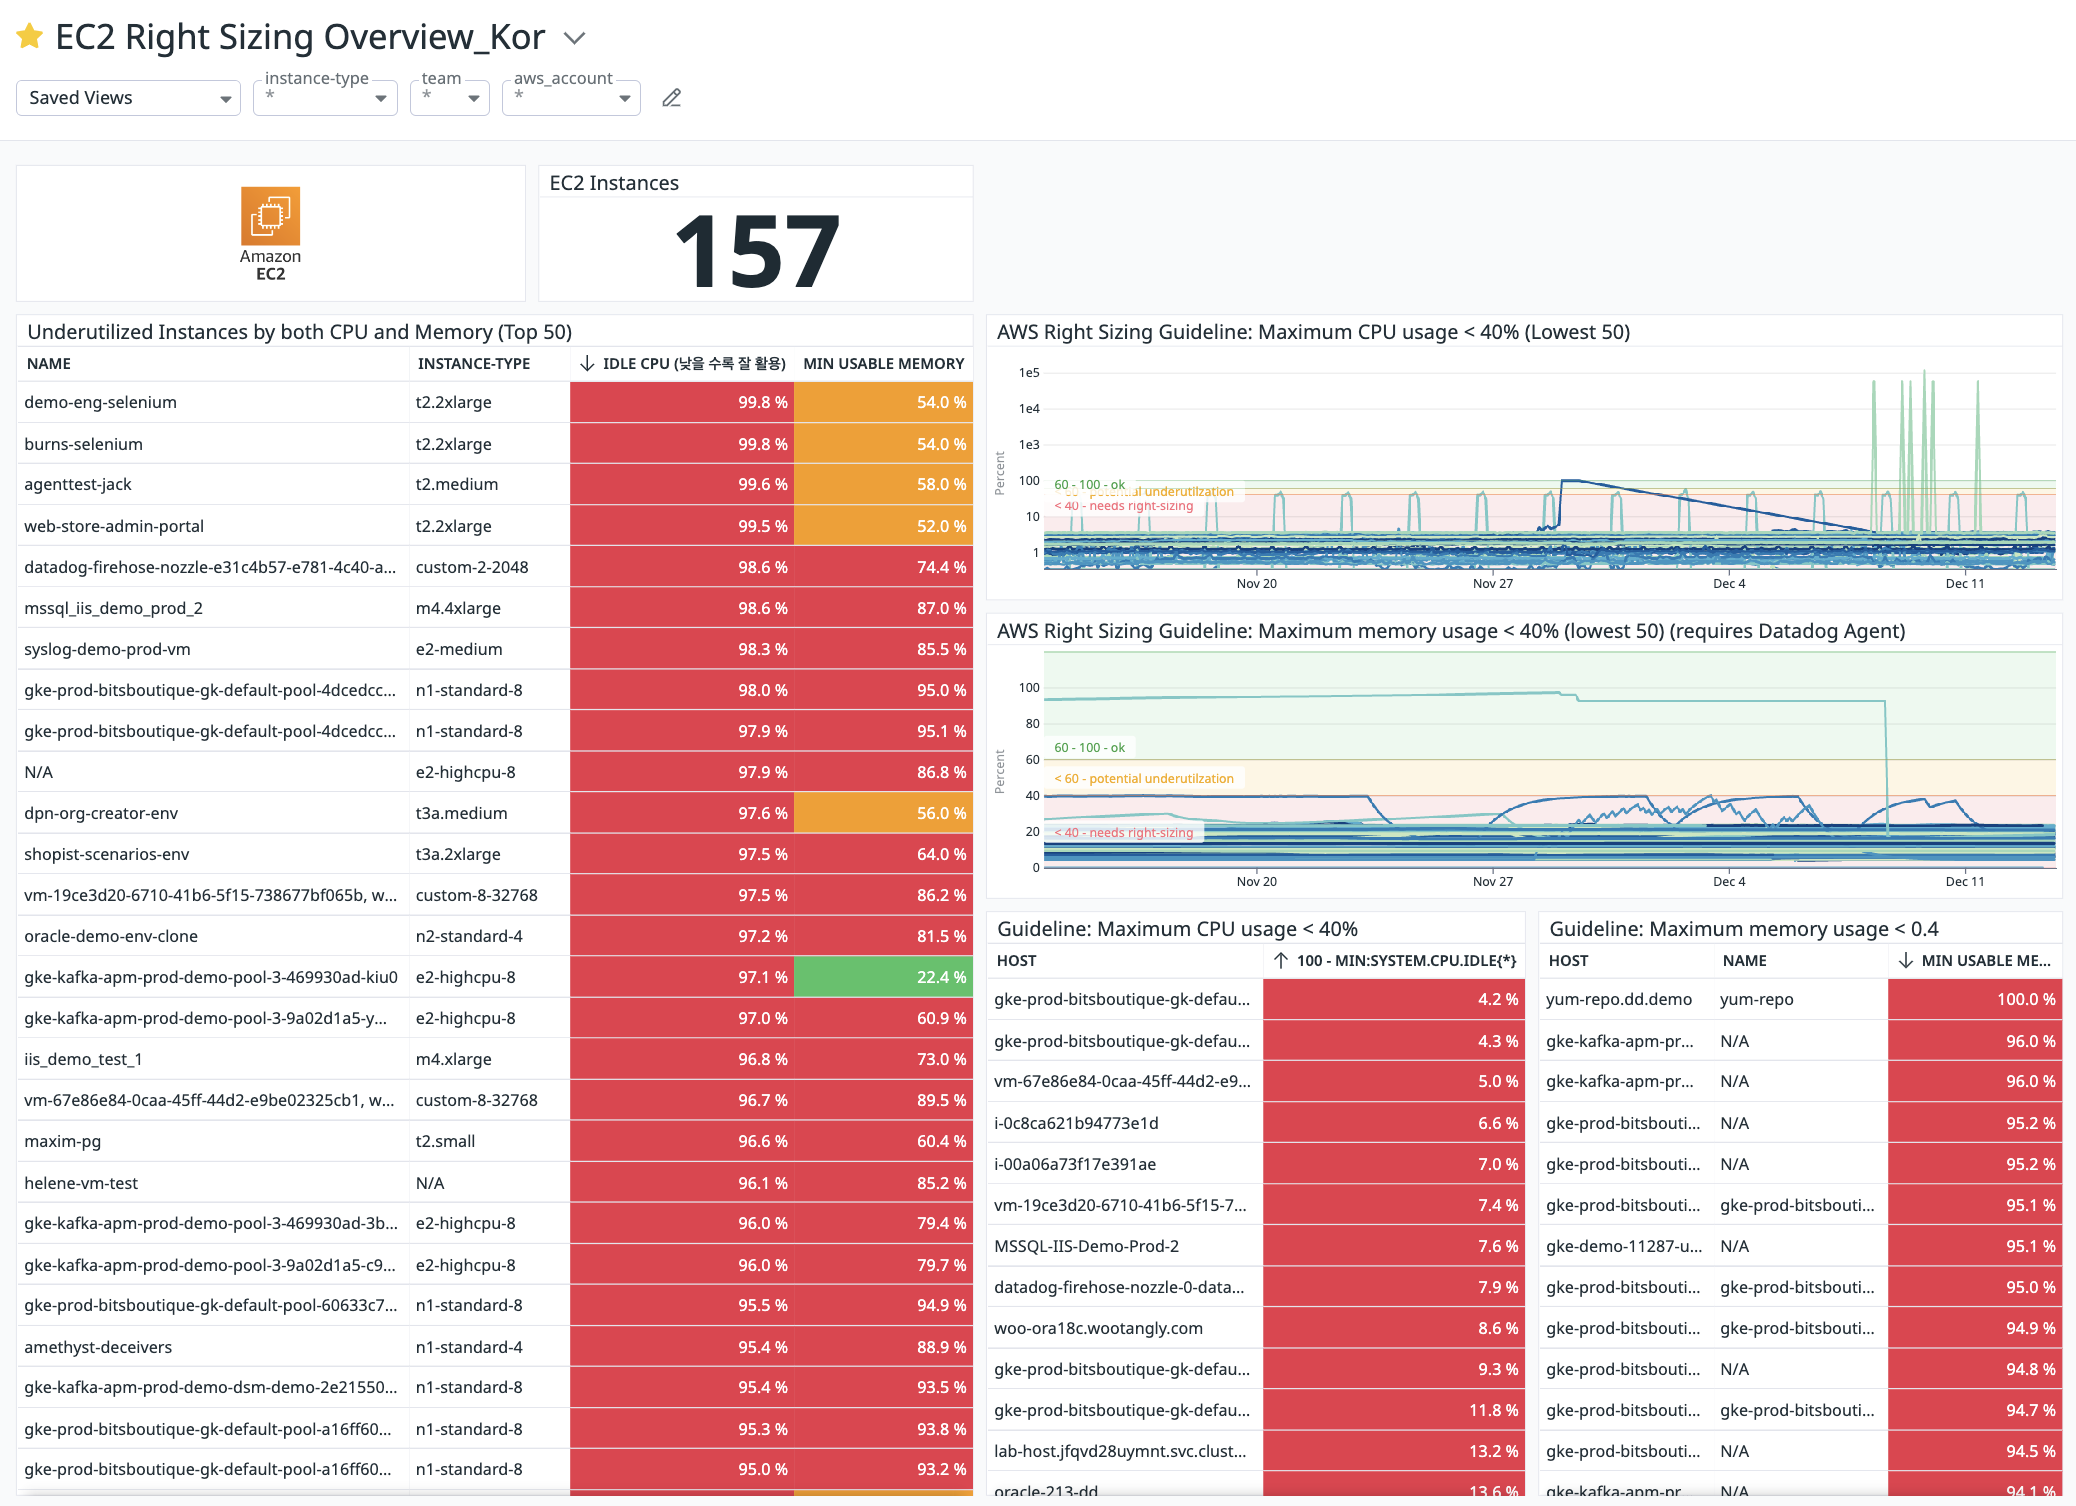 EC2 Right Sizing Overview_Kor
Saved Views
instance-type
*
team
*
aws_account
*
Amazon
EC2
EC2 Instances
157
Underutilized Instances by both CPU and Memory (Top 50)
NAME INSTANCE-TYPE ↓ IDLE CPU (낮을 수록 잘 활용) MIN USABLE MEMORY
demo-eng-selenium t2.2xlarge 99.8 % 54.0 %
burns-selenium t2.2xlarge 99.8 % 54.0 %
agenttest-jack t2.medium 99.6 % 58.0 %
web-store-admin-portal t2.2xlarge 99.5 % 52.0 %
datadog-firehose-nozzle-e31c4b57-e781-4c40-a... custom-2-2048 98.6 % 74.4 %
mssql_iis_demo_prod_2 m4.4xlarge 98.6 % 87.0 %
syslog-demo-prod-vm e2-medium 98.3 % 85.5 %
gke-prod-bitsboutique-gk-default-pool-4dcedcc... n1-standard-8 98.0 % 95.0 %
gke-prod-bitsboutique-gk-default-pool-4dcedcc... n1-standard-8 97.9 % 95.1 %
N/A e2-highcpu-8 97.9 % 86.8 %
dpn-org-creator-env t3a.medium 97.6 % 56.0 %
shopist-scenarios-env t3a.2xlarge 97.5 % 64.0 %
vm-19ce3d20-6710-41b6-5f15-738677bf065b, w... custom-8-32768 97.5 % 86.2 %
oracle-demo-env-clone n2-standard-4 97.2 % 81.5 %
gke-kafka-apm-prod-demo-pool-3-469930ad-kiu0 e2-highcpu-8 97.1 % 22.4 %
gke-kafka-apm-prod-demo-pool-3-9a02d1a5-y... e2-highcpu-8 97.0 % 60.9 %
iis_demo_test_1 m4.xlarge 96.8 % 73.0 %
vm-67e86e84-0caa-45ff-44d2-e9be02325cb1, w... custom-8-32768 96.7 % 89.5 %
maxim-pg t2.small 96.6 % 60.4 %
helene-vm-test N/A 96.1 % 85.2 %
gke-kafka-apm-prod-demo-pool-3-469930ad-3b... e2-highcpu-8 96.0 % 79.4 %
gke-kafka-apm-prod-demo-pool-3-9a02d1a5-c9... e2-highcpu-8 96.0 % 79.7 %
gke-prod-bitsboutique-gk-default-pool-60633c7... n1-standard-8 95.5 % 94.9 %
amethyst-deceivers n1-standard-4 95.4 % 88.9 %
gke-kafka-apm-prod-demo-dsm-demo-2e21550... n1-standard-8 95.4 % 93.5 %
gke-prod-bitsboutique-gk-default-pool-a16ff60... n1-standard-8 95.3 % 93.8 %
gke-prod-bitsboutique-gk-default-pool-a16ff60... n1-standard-8 95.0 % 93.2 %
AWS Right Sizing Guideline: Maximum CPU usage < 40% (Lowest 50)
Percent
1e5
1e4
1e3
100
10
1
60 - 100 - ok
< 60 - potential underutilzation
< 40 - needs right-sizing
Nov 20 Nov 27 Dec 4 Dec 11
AWS Right Sizing Guideline: Maximum memory usage < 40% (lowest 50) (requires Datadog Agent)
Percent
100
80
60
40
20
0
60 - 100 - ok
< 60 - potential underutilzation
< 40 - needs right-sizing
Nov 20 Nov 27 Dec 4 Dec 11
Guideline: Maximum CPU usage < 40%
HOST ↑ 100 - MIN:SYSTEM.CPU.IDLE{*}
gke-prod-bitsboutique-gk-defau... 4.2 %
gke-prod-bitsboutique-gk-defau... 4.3 %
vm-67e86e84-0caa-45ff-44d2-e9... 5.0 %
i-0c8ca621b94773e1d 6.6 %
i-00a06a73f17e391ae 7.0 %
vm-19ce3d20-6710-41b6-5f15-7... 7.4 %
MSSQL-IIS-Demo-Prod-2 7.6 %
datadog-firehose-nozzle-0-data... 7.9 %
woo-ora18c.wootangly.com 8.6 %
gke-prod-bitsboutique-gk-defau... 9.3 %
gke-prod-bitsboutique-gk-defau... 11.8 %
lab-host.jfqvd28uymnt.svc.clust... 13.2 %
oracle-213-dd 13.6 %
Guideline: Maximum memory usage < 0.4
HOST NAME ↓ MIN USABLE ME...
yum-repo.dd.demo yum-repo 100.0 %
gke-kafka-apm-pr... N/A 96.0 %
gke-kafka-apm-pr... N/A 96.0 %
gke-prod-bitsbouti... N/A 95.2 %
gke-prod-bitsbouti... N/A 95.2 %
gke-prod-bitsbouti... gke-prod-bitsbouti... 95.1 %
gke-demo-11287-u... N/A 95.1 %
gke-prod-bitsbouti... gke-prod-bitsbouti... 95.0 %
gke-prod-bitsbouti... gke-prod-bitsbouti... 94.9 %
gke-prod-bitsbouti... N/A 94.8 %
gke-prod-bitsbouti... gke-prod-bitsbouti... 94.7 %
gke-prod-bitsbouti... N/A 94.5 %
gke-kafka-apm-pr... N/A 94.1 %